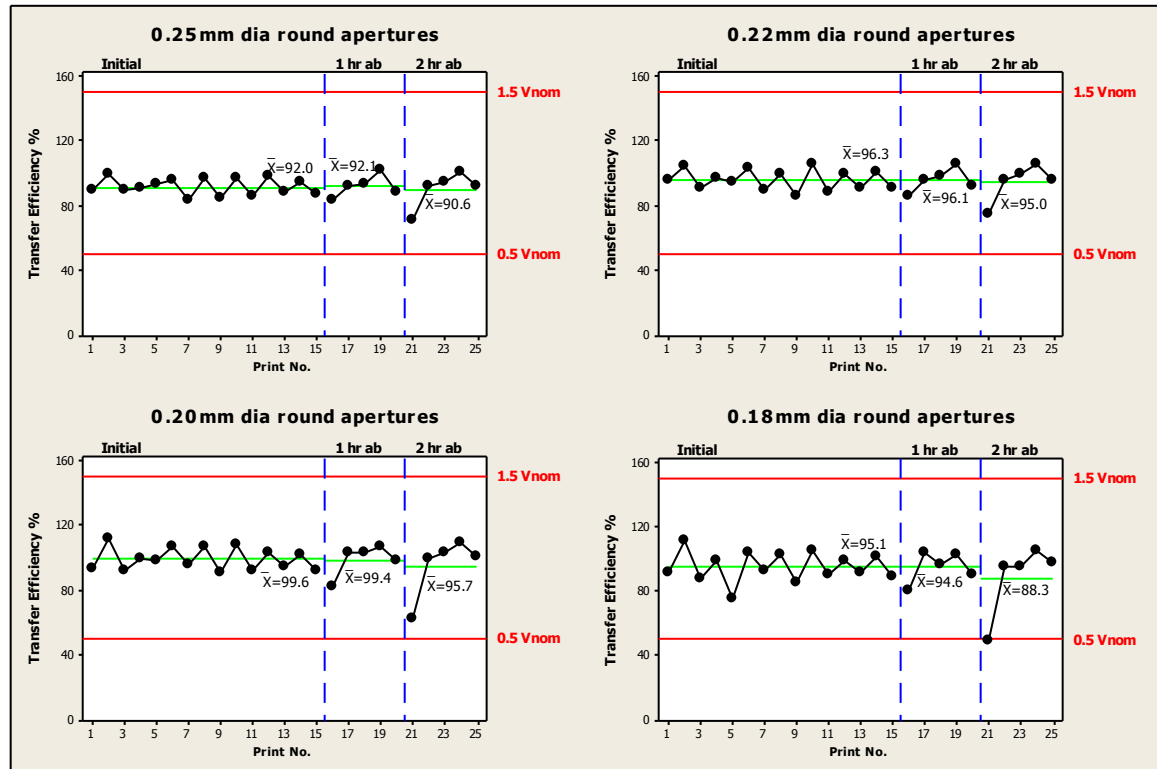 0.25mm dia round apertures
Initial 1 hr ab 2 hr ab
160
1.5 Vnom
120
X̅=92.0 X̅=92.1
80
X̅=90.6
0.5 Vnom
40
0
Transfer Efficiency %
1 3 5 7 9 11 13 15 17 19 21 23 25
Print No.
0.22mm dia round apertures
Initial 1 hr ab 2 hr ab
160
1.5 Vnom
120
X̅=96.3
80
X̅=96.1 X̅=95.0
0.5 Vnom
40
0
Transfer Efficiency %
1 3 5 7 9 11 13 15 17 19 21 23 25
Print No.
0.20mm dia round apertures
Initial 1 hr ab 2 hr ab
160
1.5 Vnom
120
X̅=99.6 X̅=99.4 X̅=95.7
80
0.5 Vnom
40
0
Transfer Efficiency %
1 3 5 7 9 11 13 15 17 19 21 23 25
Print No.
0.18mm dia round apertures
Initial 1 hr ab 2 hr ab
160
1.5 Vnom
120
X̅=95.1
X̅=94.6 X̅=88.3
80
0.5 Vnom
40
0
Transfer Efficiency %
1 3 5 7 9 11 13 15 17 19 21 23 25
Print No.